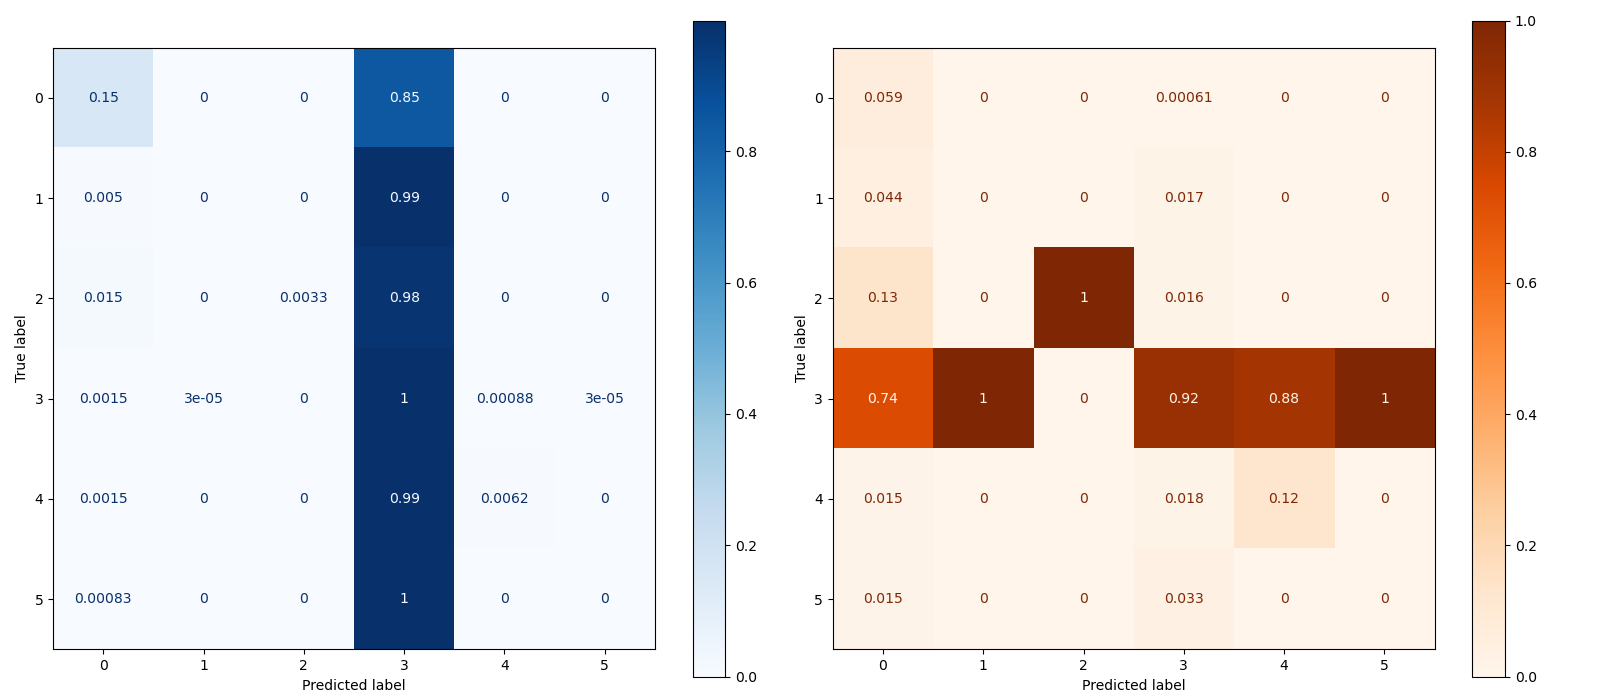 0 0.15 0 0 0.85 0 0
1 0.005 0 0 0.99 0 0
2 0.015 0 0.0033 0.98 0 0
3 0.0015 3e-05 0 1 0.00088 3e-05
4 0.0015 0 0 0.99 0.0062 0
5 0.00083 0 0 1 0 0
0 1 2 3 4 5
True label
Predicted label
0.8
0.6
0.4
0.2
0.0
0 0.059 0 0 0.00061 0 0
1 0.044 0 0 0.017 0 0
2 0.13 0 1 0.016 0 0
3 0.74 1 0 0.92 0.88 1
4 0.015 0 0 0.018 0.12 0
5 0.015 0 0 0.033 0 0
0 1 2 3 4 5
True label
Predicted label
1.0
0.8
0.6
0.4
0.2
0.0